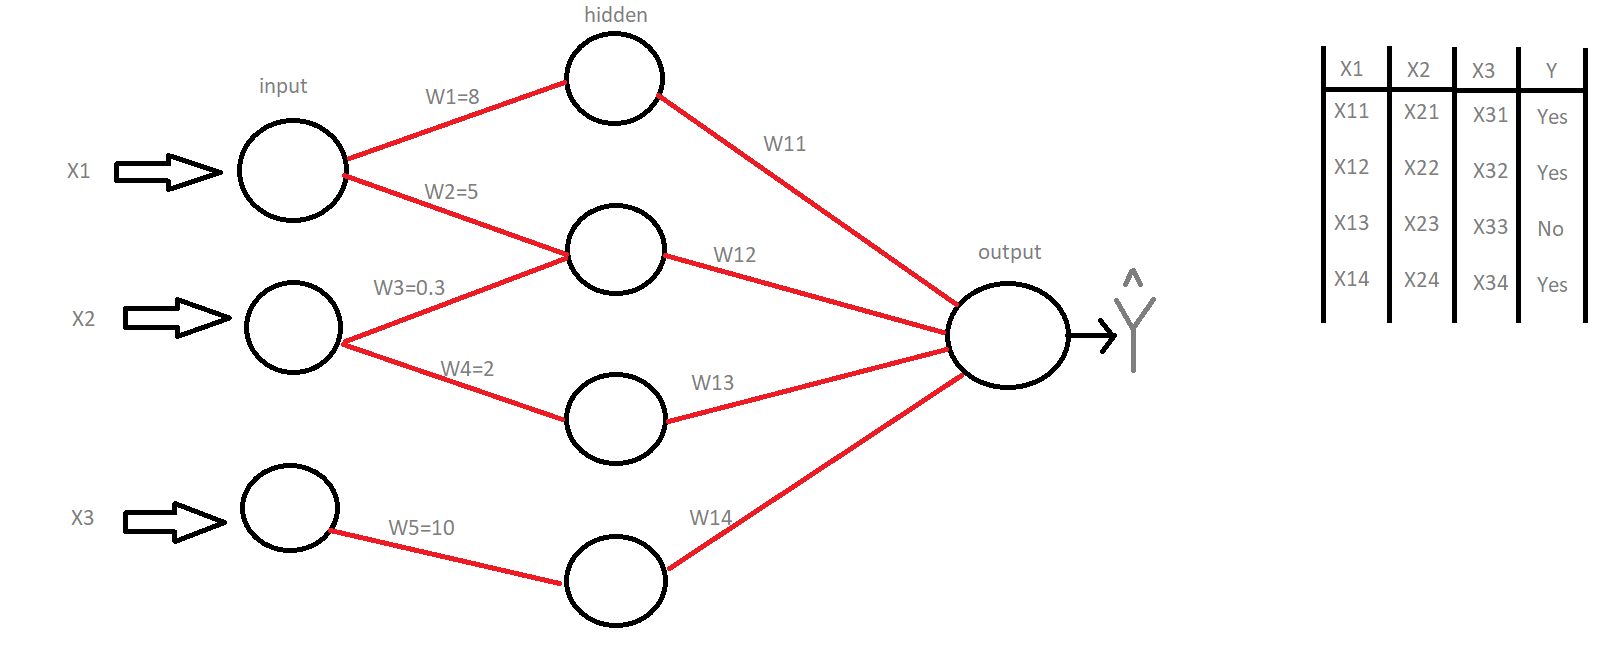 hidden
input
W1=8
X1
W2=5
W11
W3=0.3
W12
X2
output
Ŷ
W4=2
W13
X3
W5=10
W14
X1 X2 X3 Y
X11 X21 X31 Yes
X12 X22 X32 Yes
X13 X23 X33 No
X14 X24 X34 Yes